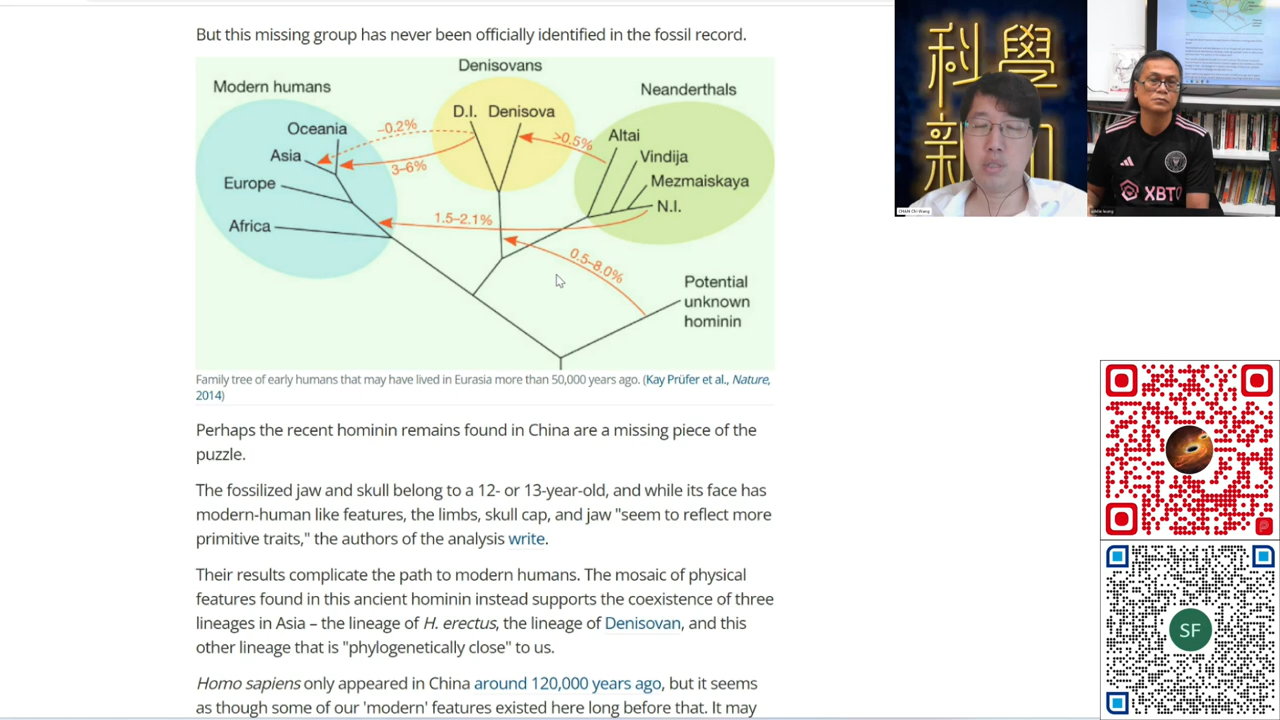 But this missing group has never been officially identified in the fossil record.
Denisovans
Modern humans
Neanderthals
D.I. Denisova
Oceania
Asia
Europe
Africa
Altai
Vindija
Mezmaiskaya
N.I.
~0.2%
3–6%
>0.5%
1.5–2.1%
0.5–8.0%
Potential
unknown
hominin
Family tree of early humans that may have lived in Eurasia more than 50,000 years ago. (Kay Prüfer et al., Nature,
2014)
Perhaps the recent hominin remains found in China are a missing piece of the
puzzle.
The fossilized jaw and skull belong to a 12- or 13-year-old, and while its face has
modern-human like features, the limbs, skull cap, and jaw "seem to reflect more
primitive traits," the authors of the analysis write.
Their results complicate the path to modern humans. The mosaic of physical
features found in this ancient hominin instead supports the coexistence of three
lineages in Asia – the lineage of H. erectus, the lineage of Denisovan, and this
other lineage that is "phylogenetically close" to us.
Homo sapiens only appeared in China around 120,000 years ago, but it seems
as though some of our 'modern' features existed here long before that. It may
科學
新
CHAN Chi Wang
XBTO
SF